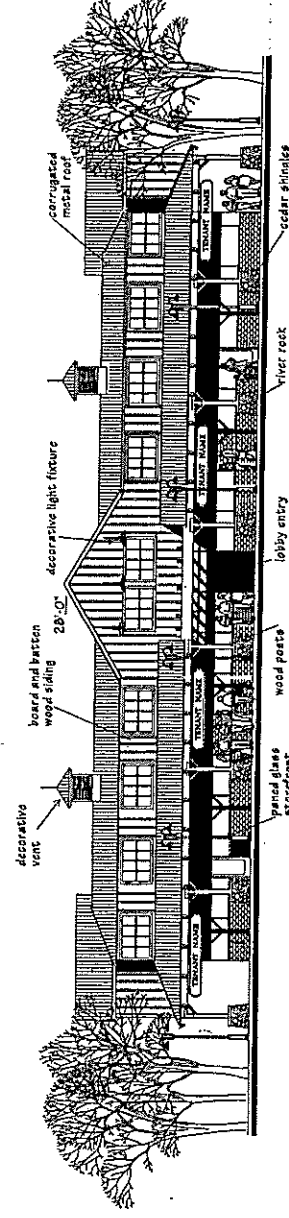 decorative
vent
board and batten
wood siding
28'-0"
decorative light fixture
corrugated
metal roof
TENANT NAME
TENANT NAME
TENANT NAME
TENANT NAME
paned glass
storefront
wood posts
lobby entry
river rock
cedar shingles